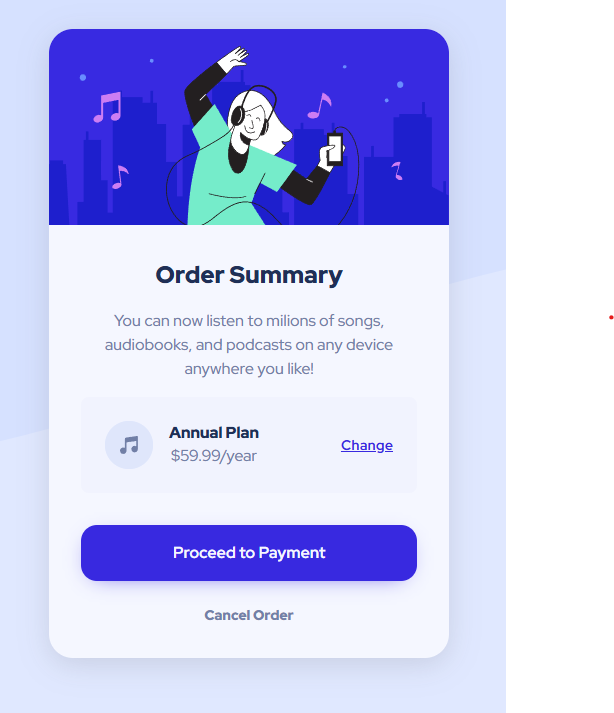 Order Summary
You can now listen to milions of songs,
audiobooks, and podcasts on any device
anywhere you like!
Annual Plan
$59.99/year
Change
Proceed to Payment
Cancel Order